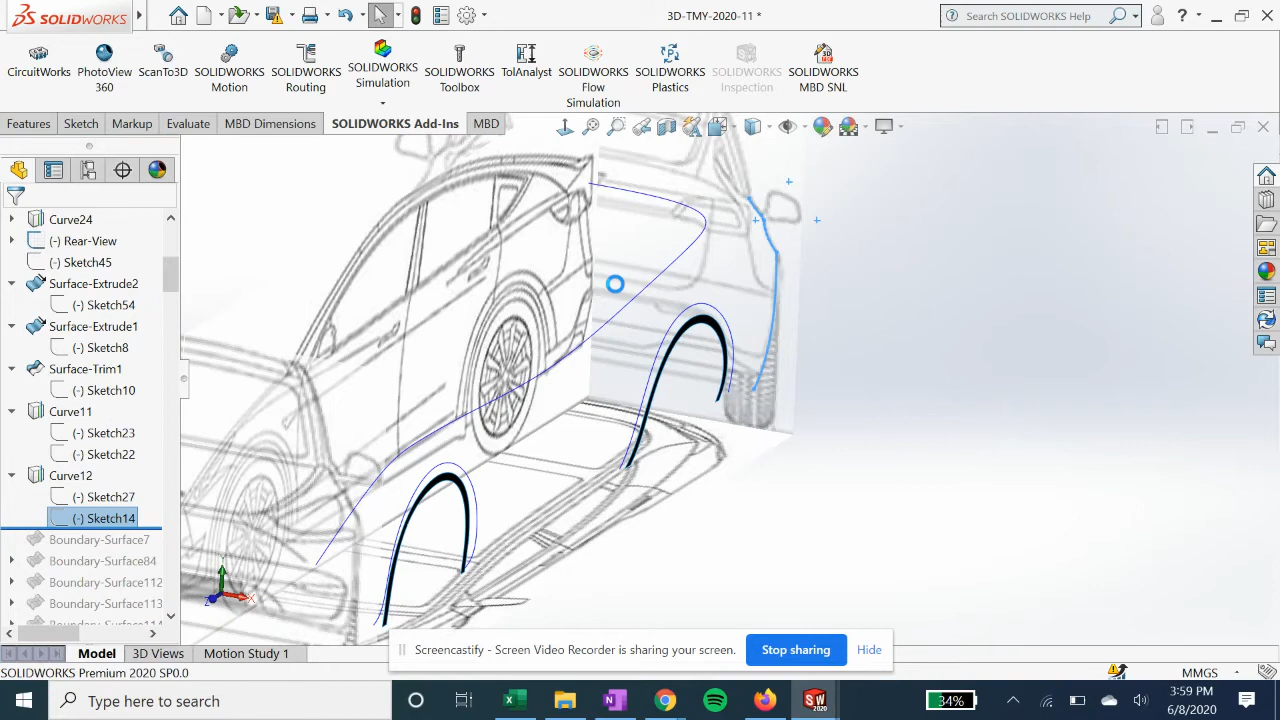 SOLIDWORKS
3D-TMY-2020-11 *
Search SOLIDWORKS Help
?
CircuitWorks
PhotoView
360
ScanTo3D
SOLIDWORKS
Motion
SOLIDWORKS
Routing
SOLIDWORKS
Simulation
SOLIDWORKS
Toolbox
TolAnalyst
SOLIDWORKS
Flow
Simulation
SOLIDWORKS
Plastics
SOLIDWORKS
Inspection
SOLIDWORKS
MBD SNL
Features
Sketch
Markup
Evaluate
MBD Dimensions
SOLIDWORKS Add-Ins
MBD
Curve24
(-) Rear-View
(-) Sketch45
Surface-Extrude2
(-) Sketch54
Surface-Extrude1
(-) Sketch8
Surface-Trim1
(-) Sketch10
Curve11
(-) Sketch23
(-) Sketch22
Curve12
(-) Sketch27
(-) Sketch14
Boundary-Surface7
Boundary-Surface84
Boundary-Surface112
Boundary-Surface113
X
Screencastify - Screen Video Recorder is sharing your screen.
Stop sharing
Hide
Model
3D Views
Motion Study 1
SOLIDWORKS Premium 2020 SP0.0
MMGS
Type here to search
SW
2020
34%
3:59 PM
6/8/2020